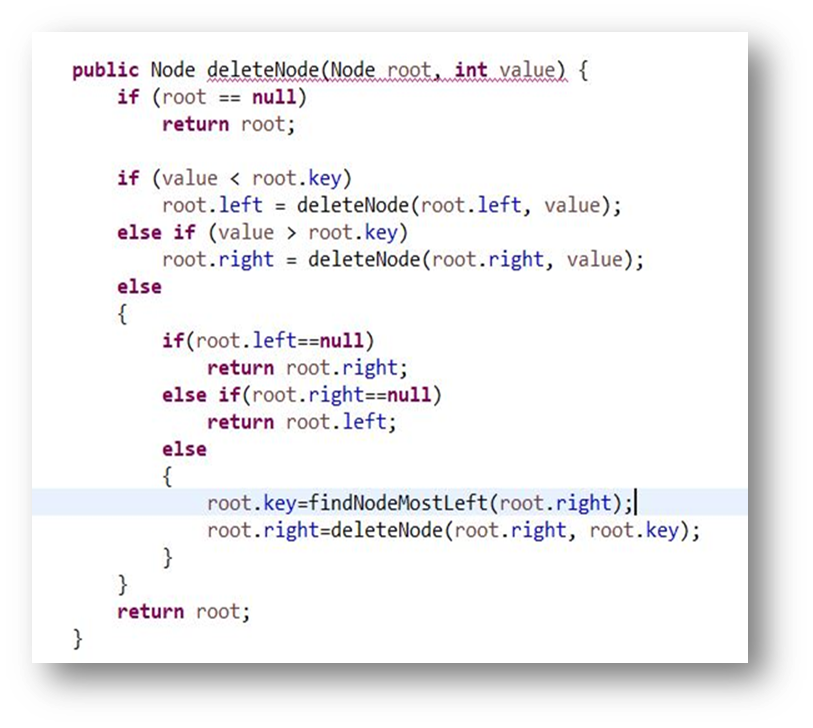 public Node deleteNode(Node root, int value) {
    if (root == null)
        return root;

    if (value < root.key)
        root.left = deleteNode(root.left, value);
    else if (value > root.key)
        root.right = deleteNode(root.right, value);
    else
    {
        if(root.left==null)
            return root.right;
        else if(root.right==null)
            return root.left;
        else
        {
            root.key=findNodeMostLeft(root.right);
            root.right=deleteNode(root.right, root.key);
        }
    }
    return root;
}